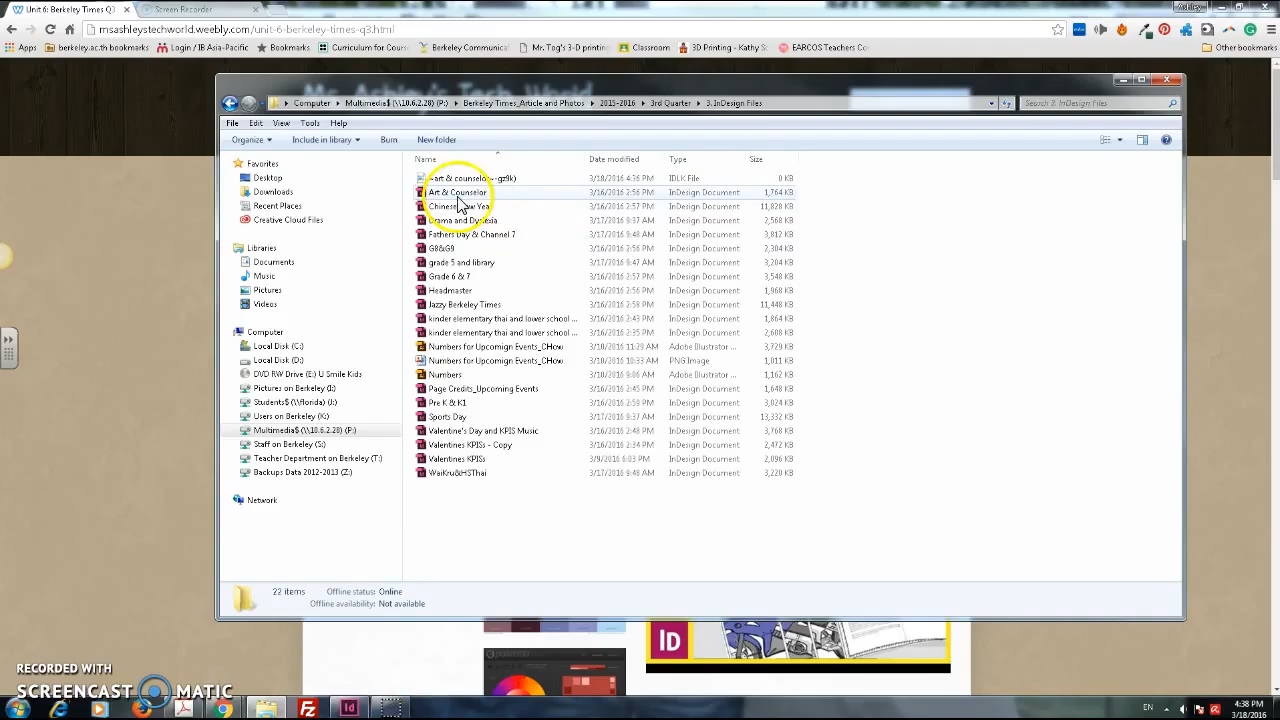 Unit 6: Berkeley Times Q3
Screen Recorder
Ashley
msashleystechworld.weebly.com/unit-6-berkeley-times-q3.html
Apps
berkeley.ac.th bookmarks
Login / IB Asia-Pacific
Bookmarks
Curriculum for Cours
Berkeley Communica
Mr. Tog's 3-D printing
Classroom
3D Printing - Kathy S
EARCOS Teachers Co
Other bookmarks
Computer
Multimedia$ (\\10.6.2.28) (P:)
Berkeley Times_Article and Photos
2015-2016
3rd Quarter
3.InDesign Files
Search 3.InDesign Files
File Edit View Tools Help
Organize Include in library Burn New folder
Favorites
Desktop
Downloads
Recent Places
Creative Cloud Files
Libraries
Documents
Music
Pictures
Videos
Computer
Local Disk (C:)
Local Disk (D:)
DVD RW Drive (E:) U Smile Kids
Pictures on Berkeley (I:)
Students$ (\\florida) (J:)
Users on Berkeley (K:)
Multimedia$ (\\10.6.2.28) (P:)
Staff on Berkeley (S:)
Teacher Department on Berkeley (T:)
Backups Data 2012-2013 (Z:)
Network
Name Date modified Type Size
3/18/2016 4:36 PM IDLK File 0 KB
Art & Counselor 3/16/2016 2:56 PM InDesign Document 1,764 KB
3/16/2016 2:57 PM InDesign Document 11,828 KB
Drama and Dyslexia 3/17/2016 9:37 AM InDesign Document 2,568 KB
Fathers Day & Channel 7 3/17/2016 9:48 AM InDesign Document 3,812 KB
G8&G9 3/16/2016 2:56 PM InDesign Document 2,304 KB
grade 5 and library 3/17/2016 9:47 AM InDesign Document 3,204 KB
Grade 6 & 7 3/16/2016 2:57 PM InDesign Document 3,548 KB
Headmaster 3/16/2016 2:56 PM InDesign Document 1,968 KB
Jazzy Berkeley Times 3/16/2016 2:58 PM InDesign Document 11,448 KB
kinder elementary thai and lower school ... 3/16/2016 2:43 PM InDesign Document 1,864 KB
kinder elementary thai and lower school ... 3/16/2016 2:35 PM InDesign Document 2,608 KB
Numbers for Upcomign Events_CHow 3/10/2016 11:29 AM Adobe Illustrator ... 3,729 KB
Numbers for Upcomign Events_CHow 3/10/2016 10:33 AM PNG Image 1,011 KB
Numbers 3/10/2016 9:06 AM Adobe Illustrator ... 1,162 KB
Page Credits_Upcoming Events 3/16/2016 2:45 PM InDesign Document 1,648 KB
Pre K & K1 3/16/2016 2:59 PM InDesign Document 3,024 KB
Sports Day 3/17/2016 9:37 AM InDesign Document 13,332 KB
Valentine's Day and KPIS Music 3/16/2016 2:48 PM InDesign Document 3,768 KB
Valentines KPISs - Copy 3/16/2016 2:34 PM InDesign Document 2,472 KB
Valentines KPISs 3/9/2016 6:03 PM InDesign Document 2,096 KB
WaiKru&HSThai 3/17/2016 9:48 AM InDesign Document 3,220 KB
22 items Offline status: Online
Offline availability: Not available
ID
RECORDED WITH
SCREENCAST MATIC
EN
4:38 PM
3/18/2016